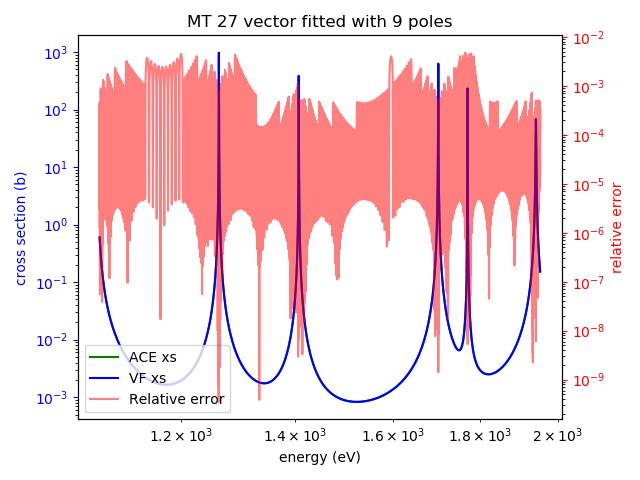 MT 27 vector fitted with 9 poles
cross section (b)
10³
10²
10¹
10⁰
10⁻¹
10⁻²
10⁻³
10⁻²
10⁻³
10⁻⁴
10⁻⁵
10⁻⁶
10⁻⁷
10⁻⁸
10⁻⁹
relative error
ACE xs
VF xs
Relative error
1.2 × 10³ 1.4 × 10³ 1.6 × 10³ 1.8 × 10³ 2 × 10³
energy (eV)